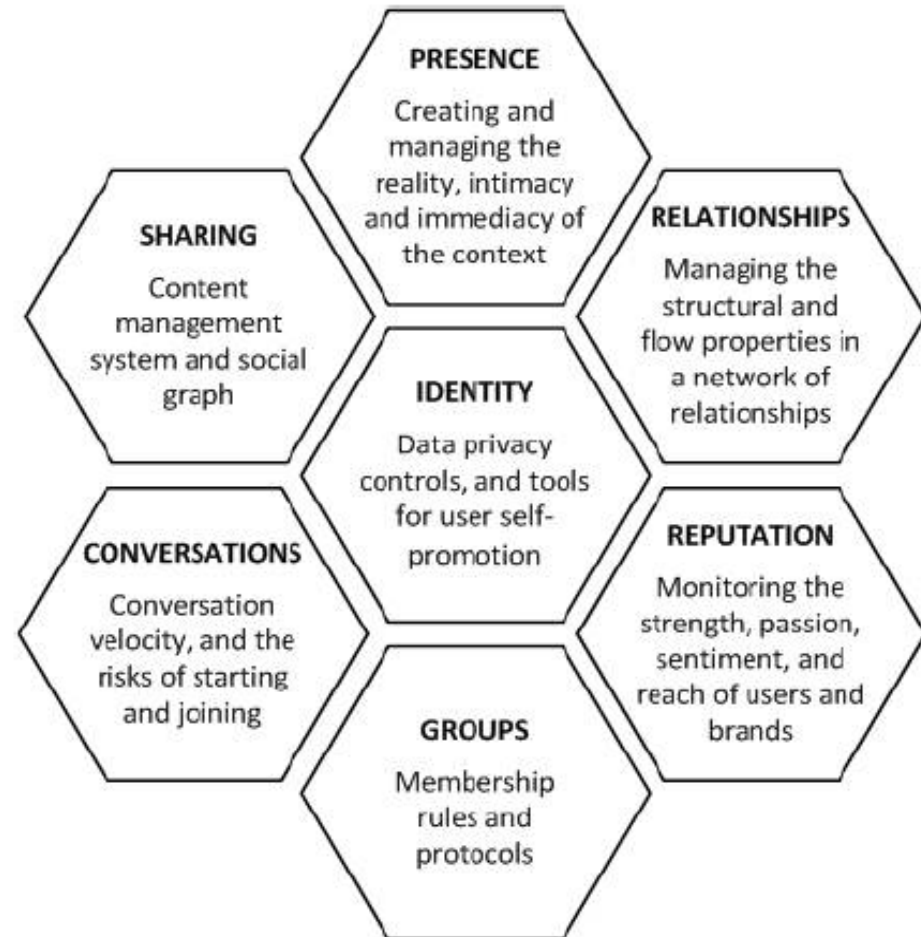 PRESENCE
Creating and
managing the
reality, intimacy
and immediacy of
the context
SHARING
Content
management
system and social
graph
RELATIONSHIPS
Managing the
structural and
flow properties in
a network of
relationships
IDENTITY
Data privacy
controls, and tools
for user self-
promotion
CONVERSATIONS
Conversation
velocity, and the
risks of starting
and joining
REPUTATION
Monitoring the
strength, passion,
sentiment, and
reach of users and
brands
GROUPS
Membership
rules and
protocols